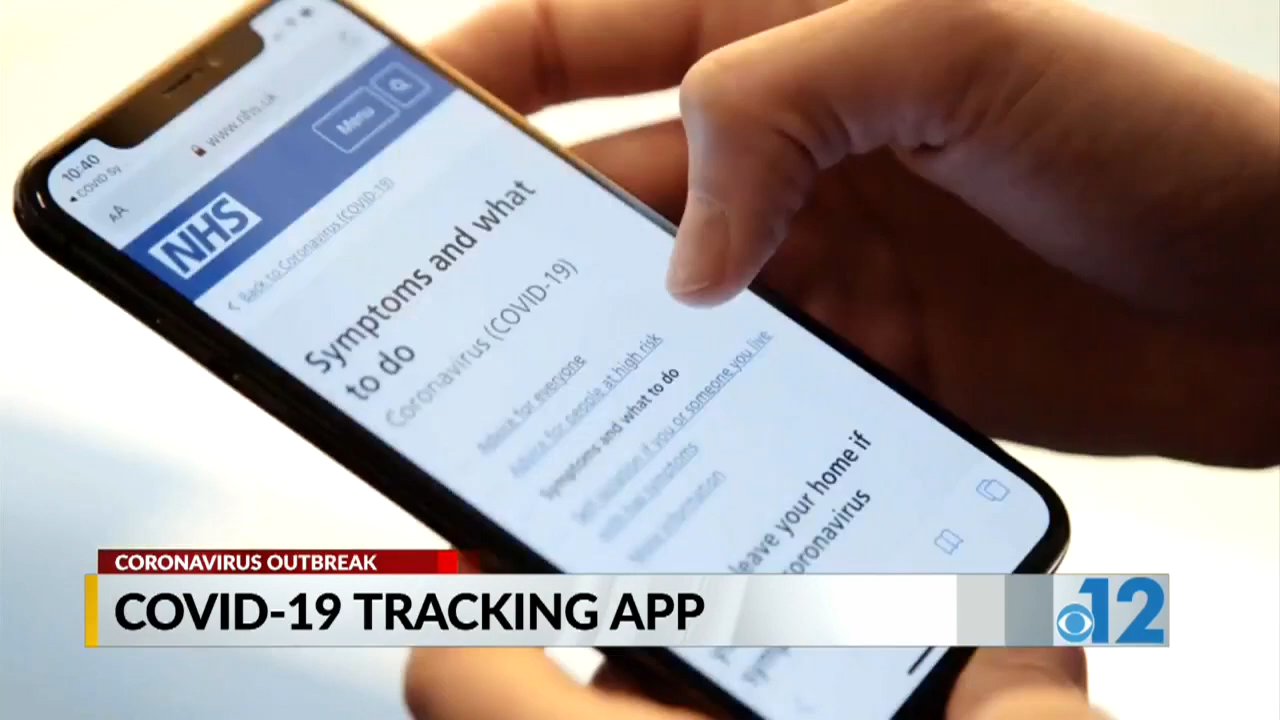 10:40
www.nhs.uk
AA
Menu
NHS
Back to Coronavirus (COVID-19)
Symptoms and what
to do
Coronavirus (COVID-19)
Advice for everyone
Advice for people at high risk
Symptoms and what to do
Self-isolation if you or someone you live
with has symptoms
More information
leave your home if
coronavirus
CORONAVIRUS OUTBREAK
COVID-19 TRACKING APP
12